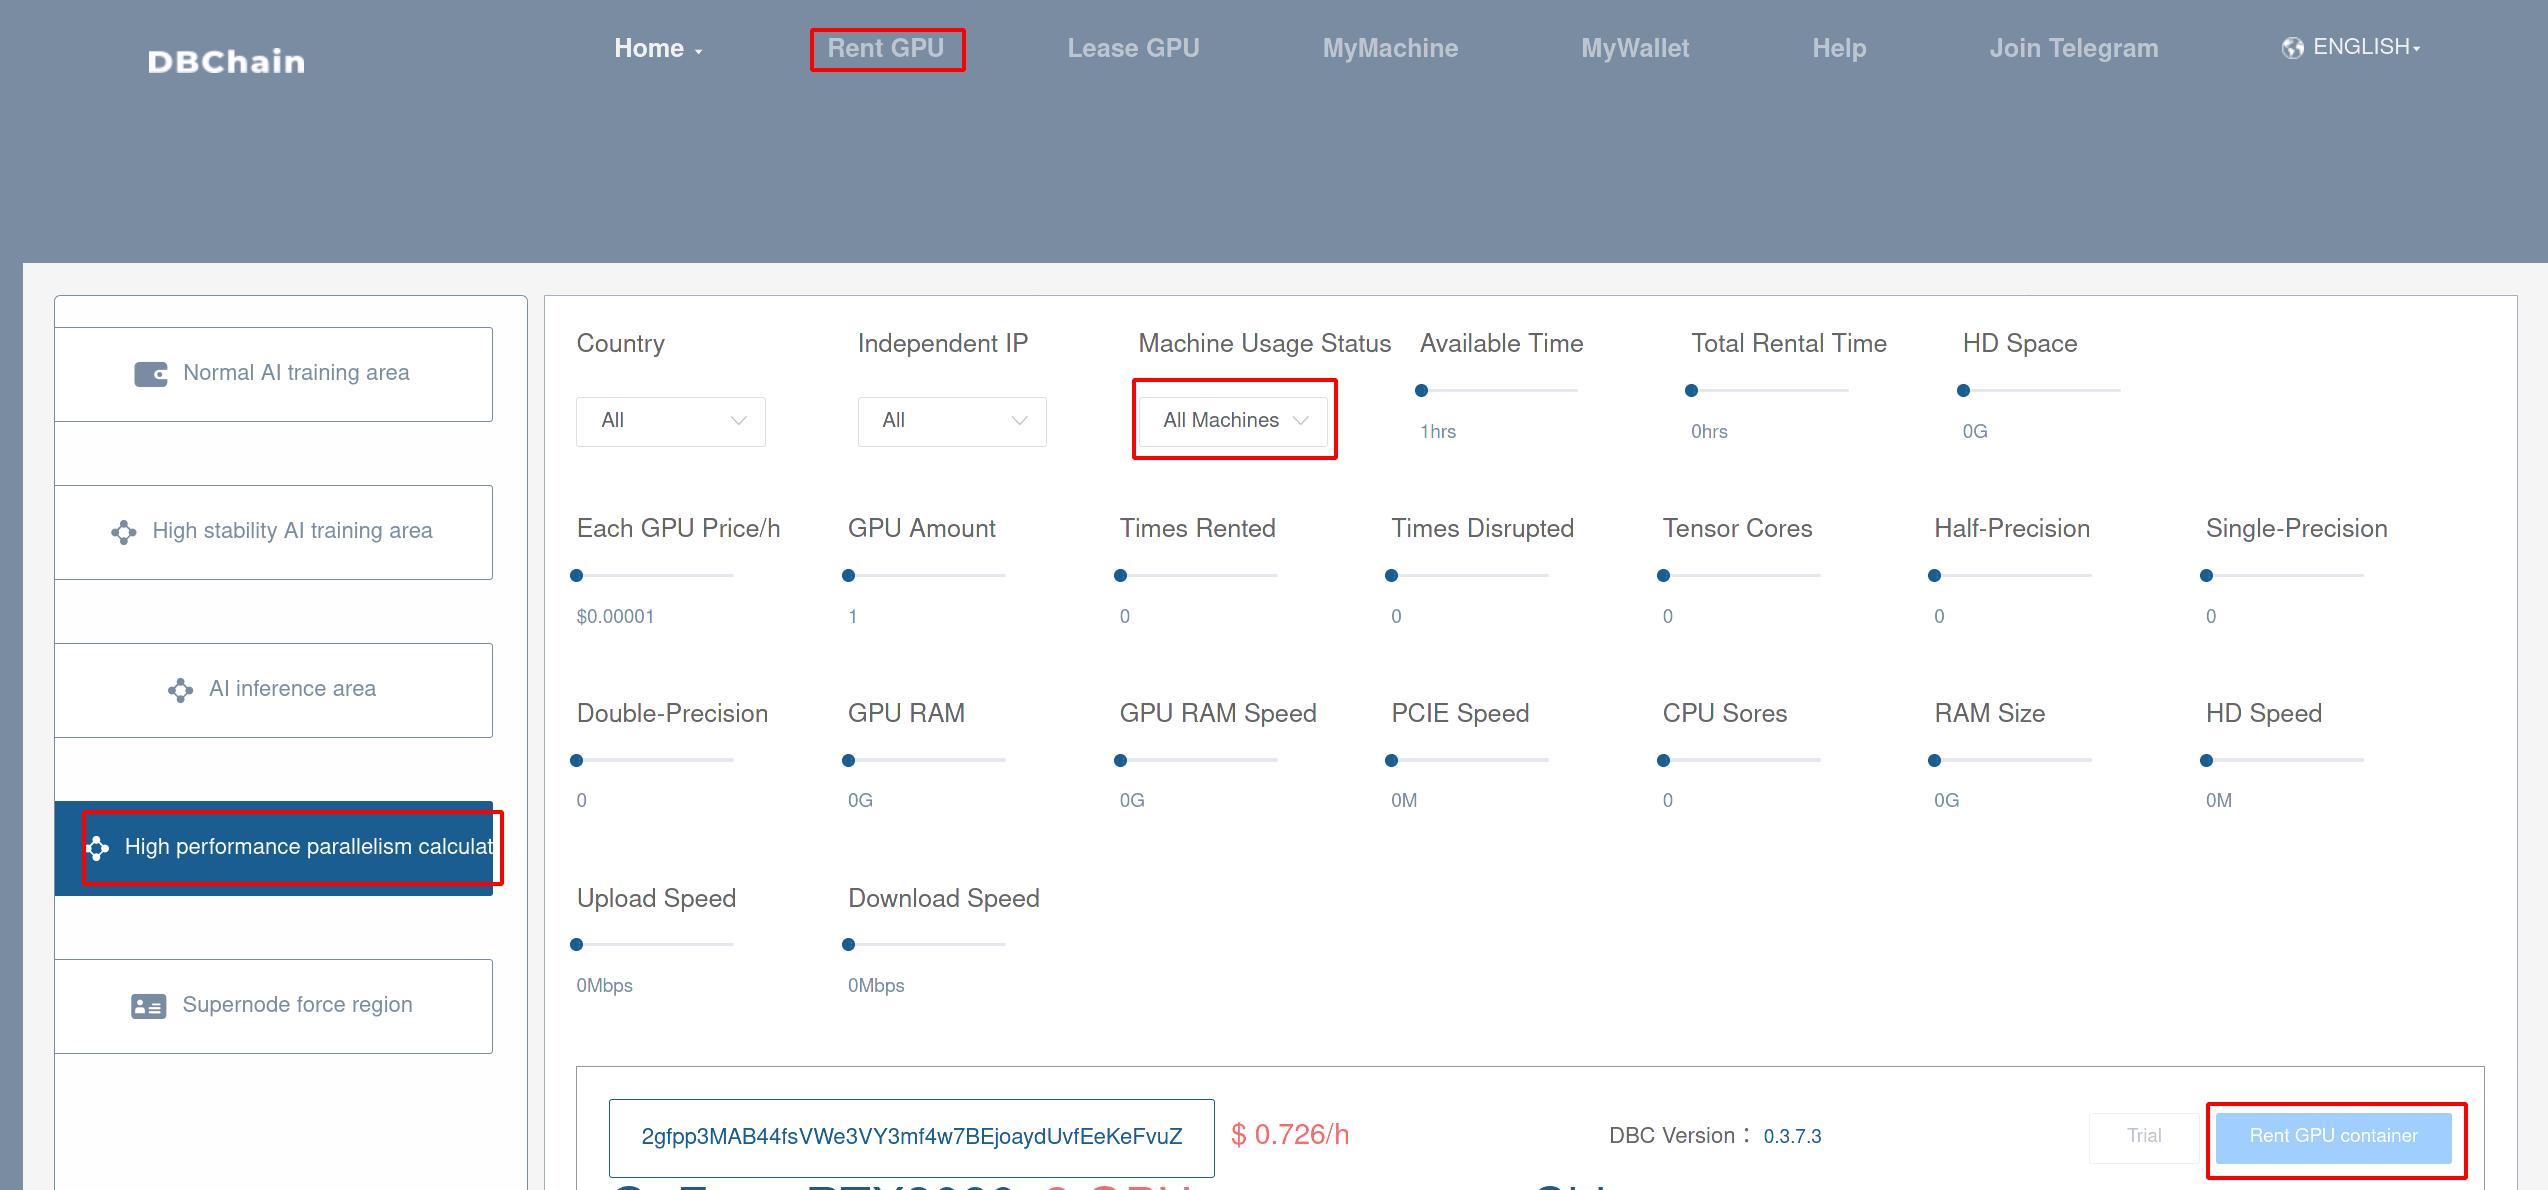 DBChain
Home
Rent GPU
Lease GPU
MyMachine
MyWallet
Help
Join Telegram
ENGLISH
Normal AI training area
High stability AI training area
AI inference area
High performance parallelism calculat
Supernode force region
Country
Independent IP
Machine Usage Status
Available Time
Total Rental Time
HD Space
All
All
All Machines
1hrs
0hrs
0G
Each GPU Price/h
GPU Amount
Times Rented
Times Disrupted
Tensor Cores
Half-Precision
Single-Precision
$0.00001
1
0
0
0
0
0
Double-Precision
GPU RAM
GPU RAM Speed
PCIE Speed
CPU Sores
RAM Size
HD Speed
0
0G
0G
0M
0
0G
0M
Upload Speed
Download Speed
0Mbps
0Mbps
2gfpp3MAB44fsVWe3VY3mf4w7BEjoaydUvfEeKeFvuZ
$ 0.726/h
DBC Version： 0.3.7.3
Trial
Rent GPU container